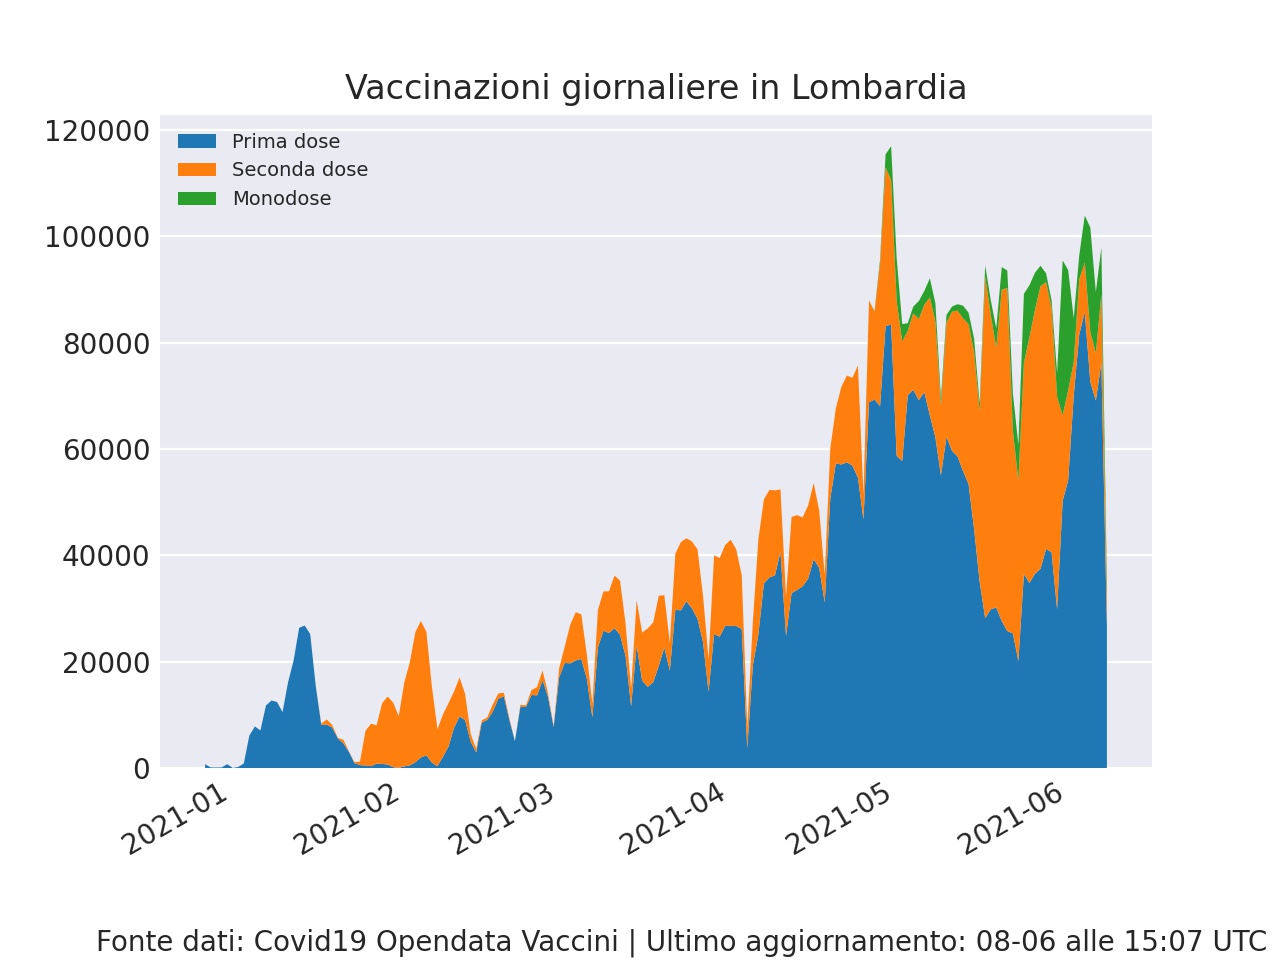 Vaccinazioni giornaliere in Lombardia
120000
100000
80000
60000
40000
20000
0
Prima dose
Seconda dose
Monodose
2021-01
2021-02
2021-03
2021-04
2021-05
2021-06
Fonte dati: Covid19 Opendata Vaccini | Ultimo aggiornamento: 08-06 alle 15:07 UTC